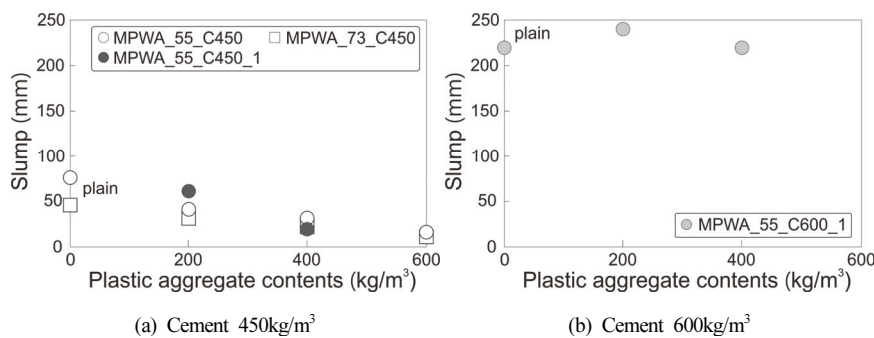 250
200
150
100
50
0
Slump (mm)
MPWA_55_C450
MPWA_73_C450
MPWA_55_C450_1
plain
0 200 400 600
Plastic aggregate contents (kg/m³)
(a) Cement 450kg/m³
250
200
150
100
50
0
Slump (mm)
plain
MPWA_55_C600_1
0 200 400 600
Plastic aggregate contents (kg/m³)
(b) Cement 600kg/m³